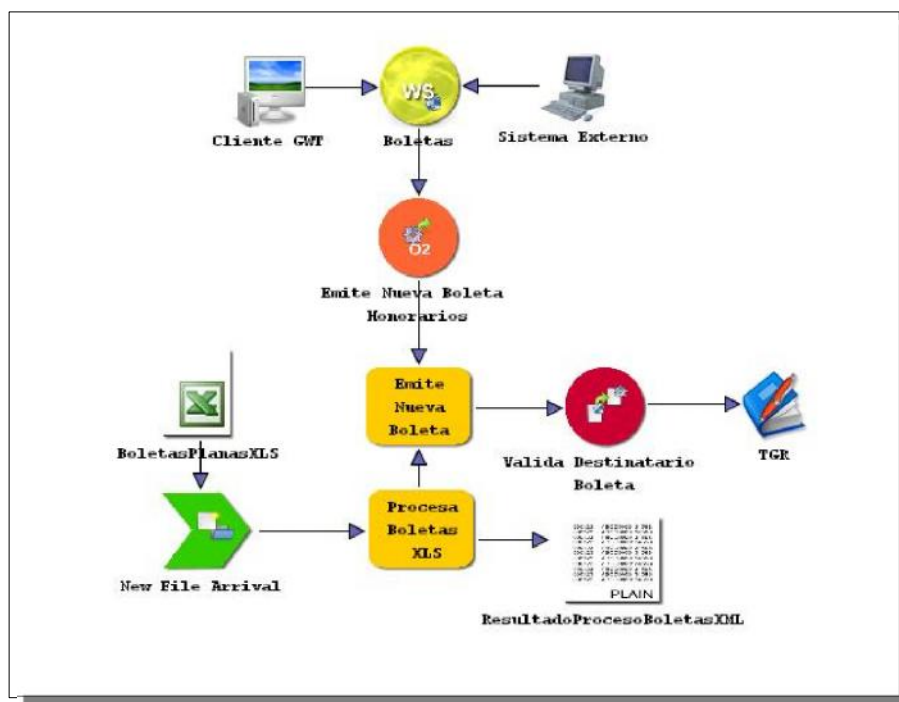 WS
Cliente GWT
Boletas
Sistema Externo
O2
Emite Nueva Boleta
Honorarios
Emite
Nueva
Boleta
BoletasPlanasXLS
Valida Destinatario
Boleta
TGR
Procesa
Boletas
XLS
New File Arrival
PLAIN
ResultadoProcesoBoletasXML